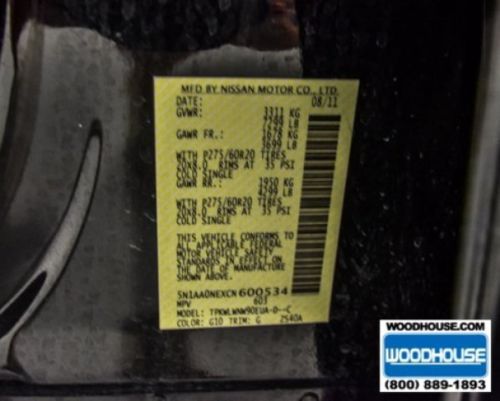 MFD BY NISSAN MOTOR CO., LTD.
DATE: 08/11
GVWR: 3311 KG
7299 LB
GAWR FR.: 1678 KG
3699 LB
WITH P275/60R20 TIRES
20X8.0 RIMS AT 35 PSI
COLD SINGLE
GAWR RR.: 1950 KG
4299 LB
WITH P275/60R20 TIRES
20X8.0 RIMS AT 35 PSI
COLD SINGLE
THIS VEHICLE CONFORMS TO
ALL APPLICABLE FEDERAL
MOTOR VEHICLE SAFETY
STANDARDS IN EFFECT ON
THE DATE OF MANUFACTURE
SHOWN ABOVE.
5N1AA0NEXCN600534
MPV 603
MODEL: TPKWLWNW90EUA-D--C
COLOR: G10 TRIM: G 2540A
WOODHOUSE.COM
WOODHOUSE
(800) 889-1893